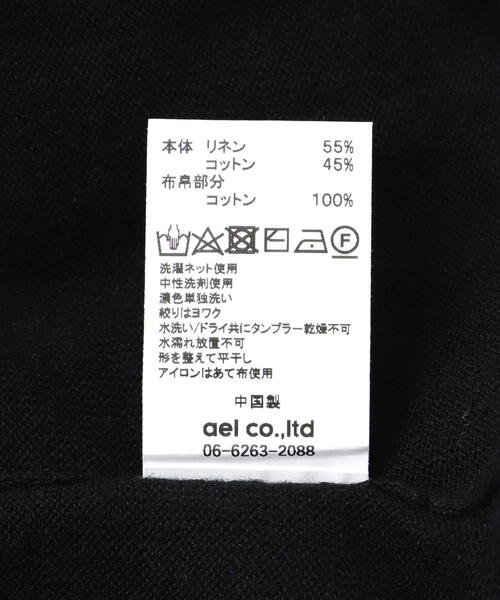 本体 リネン 55%
コットン 45%
布帛部分
コットン 100%
F
洗濯ネット使用
中性洗剤使用
濃色単独洗い
絞りはヨワク
水洗い/ドライ共にタンブラー乾燥不可
水濡れ放置不可
形を整えて平干し
アイロンはあて布使用
中国製
ael co.,ltd
06-6263-2088